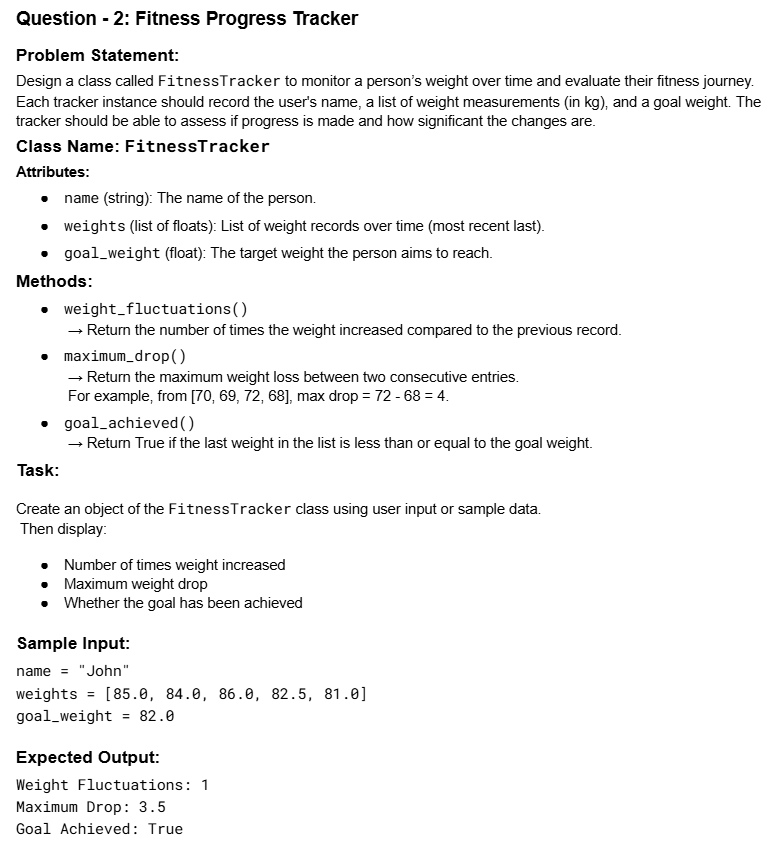 Question - 2: Fitness Progress Tracker
Problem Statement:
Design a class called FitnessTracker to monitor a person's weight over time and evaluate their fitness journey.
Each tracker instance should record the user's name, a list of weight measurements (in kg), and a goal weight. The
tracker should be able to assess if progress is made and how significant the changes are.
Class Name: FitnessTracker
Attributes:
● name (string): The name of the person.
● weights (list of floats): List of weight records over time (most recent last).
● goal_weight (float): The target weight the person aims to reach.
Methods:
● weight_fluctuations()
→ Return the number of times the weight increased compared to the previous record.
● maximum_drop()
→ Return the maximum weight loss between two consecutive entries.
For example, from [70, 69, 72, 68], max drop = 72 - 68 = 4.
● goal_achieved()
→ Return True if the last weight in the list is less than or equal to the goal weight.
Task:
Create an object of the FitnessTracker class using user input or sample data.
Then display:
● Number of times weight increased
● Maximum weight drop
● Whether the goal has been achieved
Sample Input:
name = "John"
weights = [85.0, 84.0, 86.0, 82.5, 81.0]
goal_weight = 82.0
Expected Output:
Weight Fluctuations: 1
Maximum Drop: 3.5
Goal Achieved: True